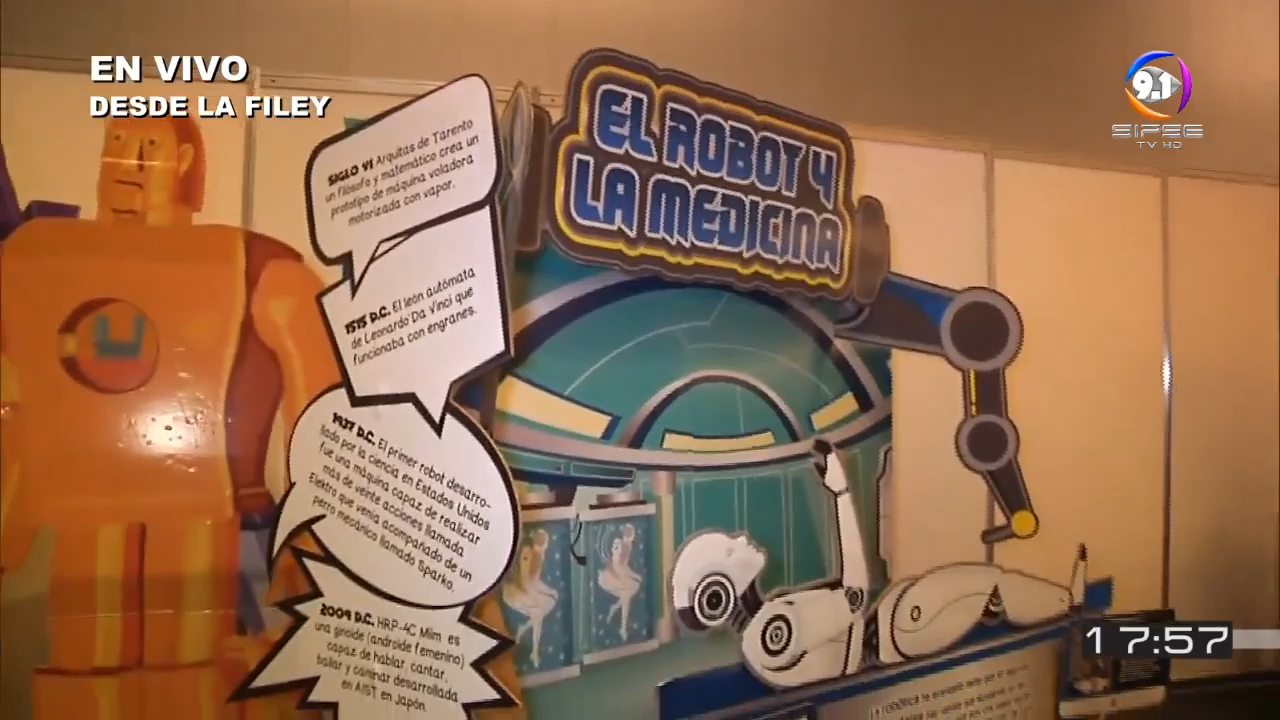 EN VIVO
DESDE LA FILEY
9.1
SIPSE
TV HD
EL ROBOT Y
LA MEDICINA
SIGLO VI Arquitas de Tarento
un filósofo y matemático crea un
prototipo de máquina voladora
motorizada con vapor.
1515 D.C. El león autómata
de Leonardo Da Vinci que
funcionaba con engranes.
1937 D.C. El primer robot desarro-
llado por la ciencia en Estados Unidos
fue una máquina capaz de realizar
más de veinte acciones llamada
Elektro que venía acompañado de un
perro mecánico llamado Sparko.
2009 D.C. HRP-4C Miim es
una ginoide (androide femenino)
capaz de hablar, cantar,
bailar y caminar desarrollada
en AIST en Japón.
17:57